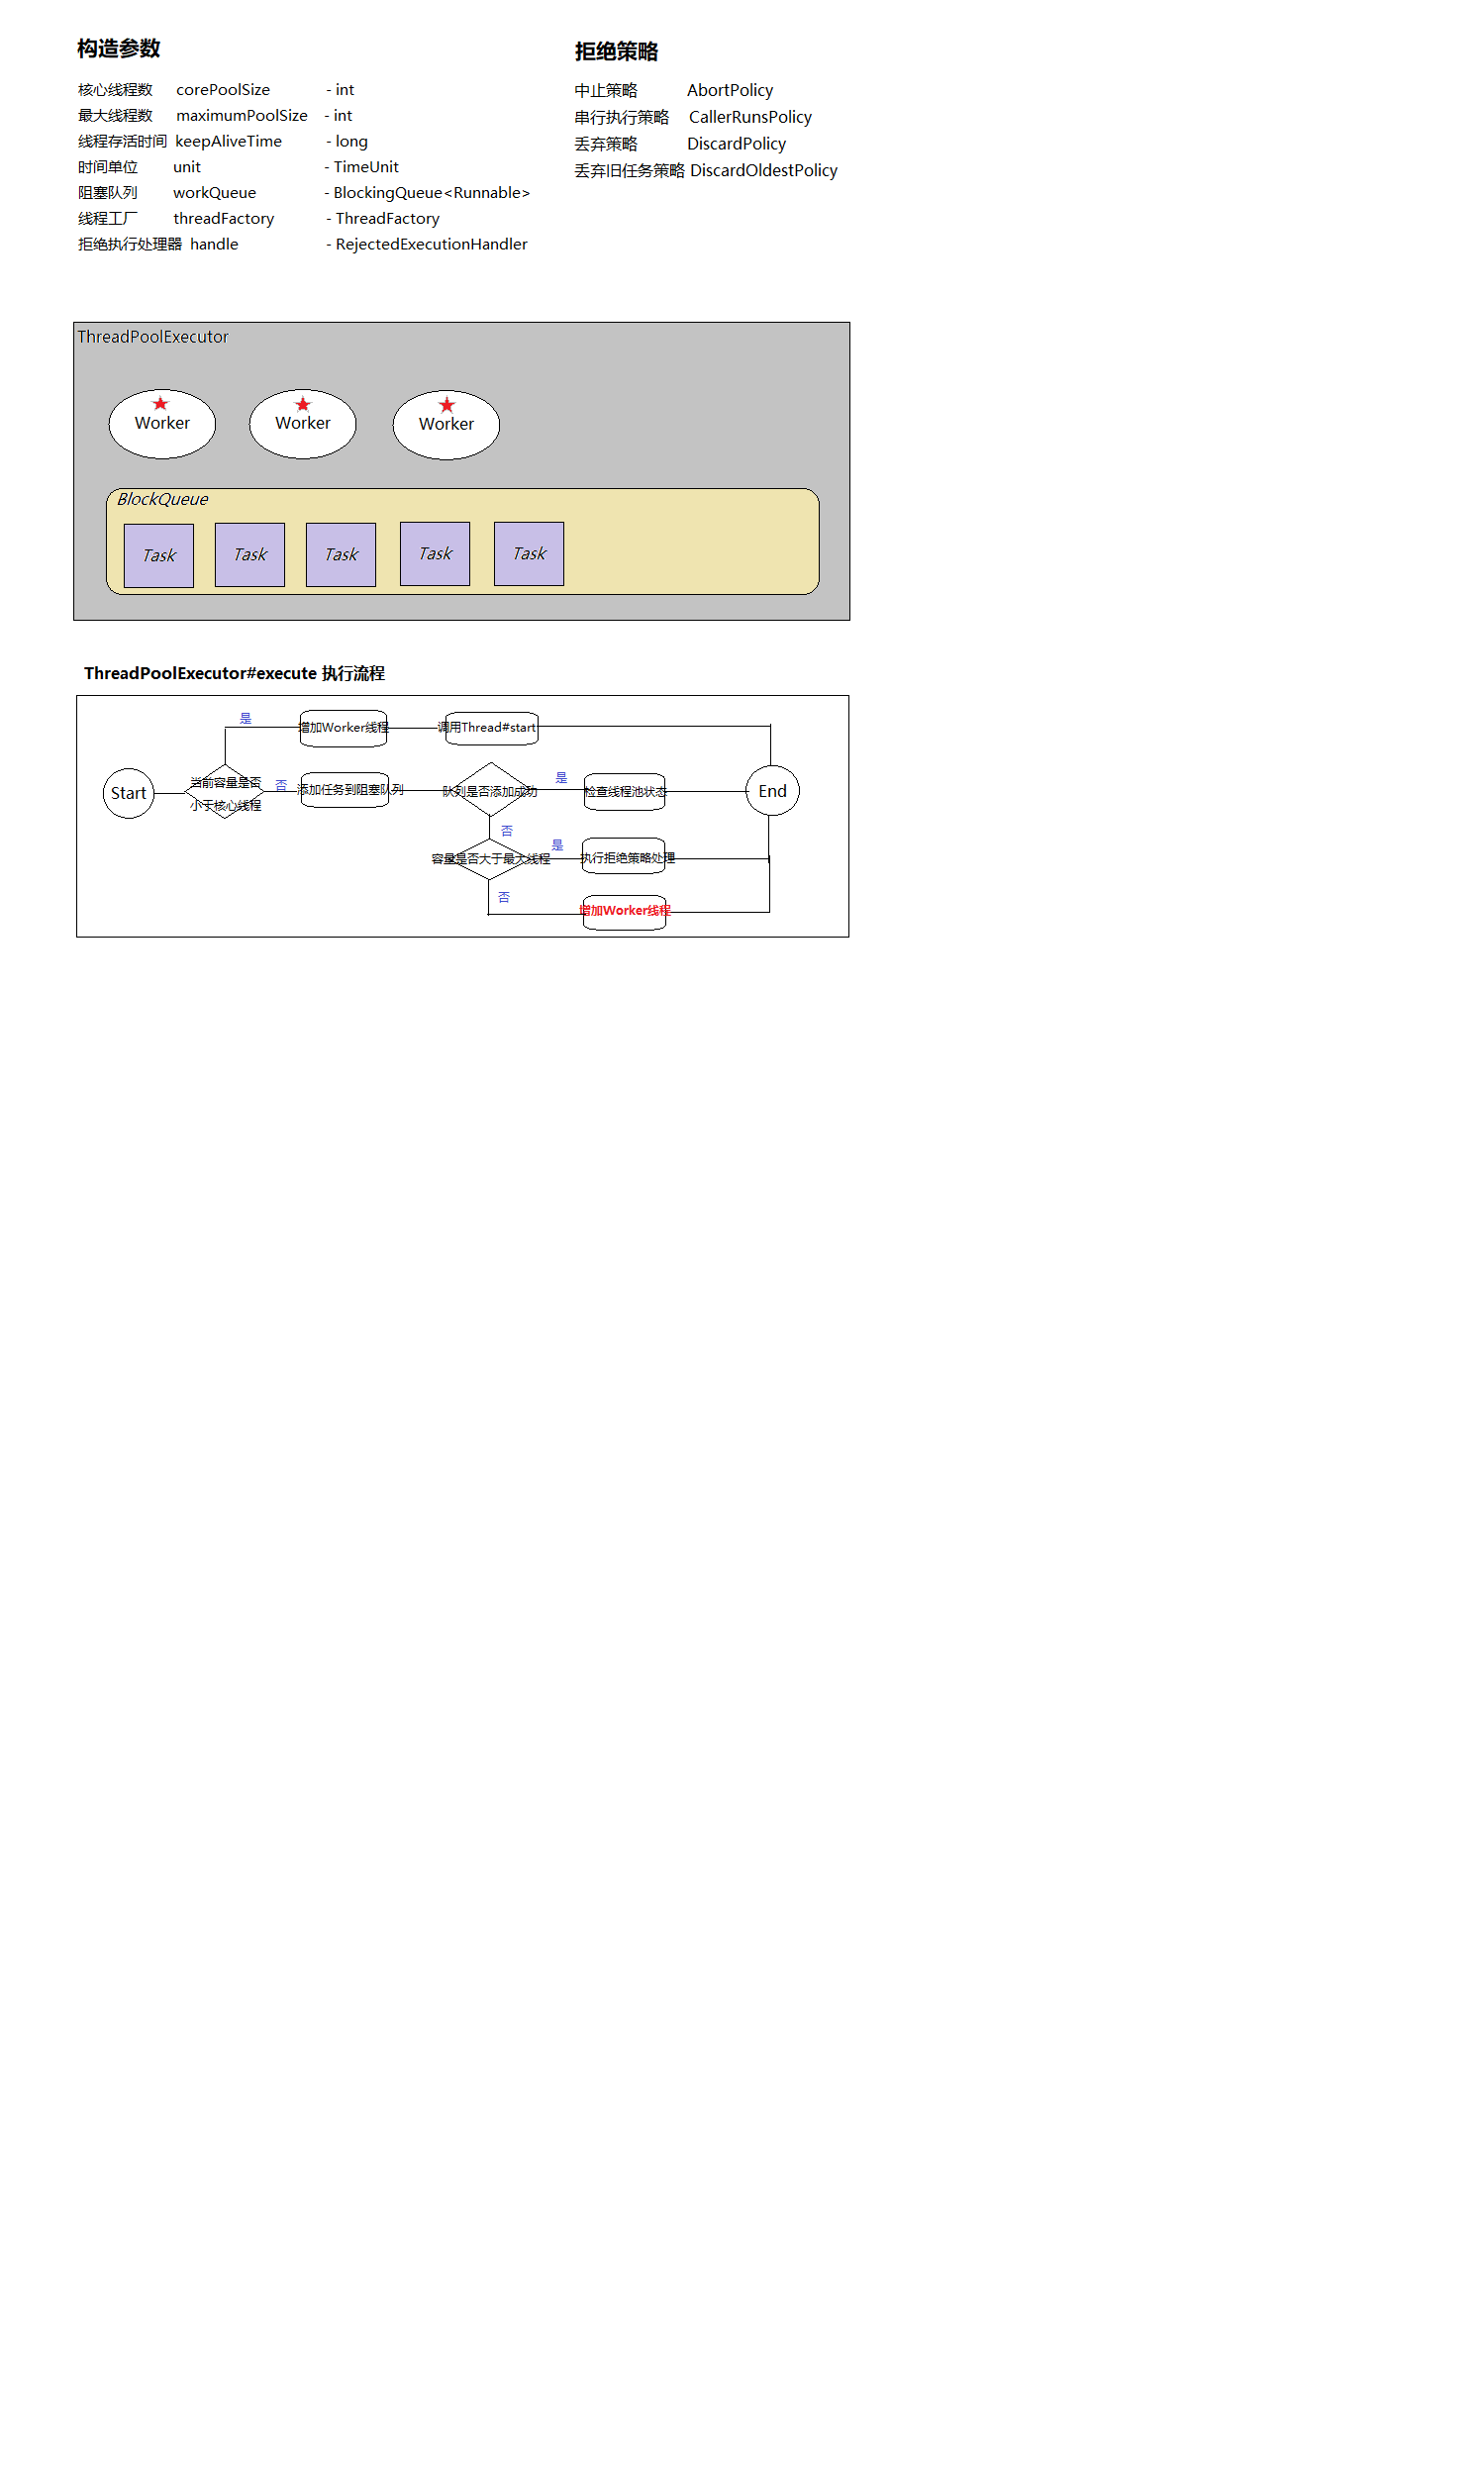 构造参数
核心线程数 corePoolSize - int
最大线程数 maximumPoolSize - int
线程存活时间 keepAliveTime - long
时间单位 unit - TimeUnit
阻塞队列 workQueue - BlockingQueue<Runnable>
线程工厂 threadFactory - ThreadFactory
拒绝执行处理器 handle - RejectedExecutionHandler
拒绝策略
中止策略 AbortPolicy
串行执行策略 CallerRunsPolicy
丢弃策略 DiscardPolicy
丢弃旧任务策略 DiscardOldestPolicy
ThreadPoolExecutor
Worker
Worker
Worker
BlockQueue
Task
Task
Task
Task
Task
ThreadPoolExecutor#execute 执行流程
是
增加Worker线程
调用Thread#start
Start
当前容量是否
小于核心线程
否
添加任务到阻塞队列
队列是否添加成功
是
检查线程池状态
End
否
容量是否大于最大线程
是
执行拒绝策略处理
否
增加Worker线程